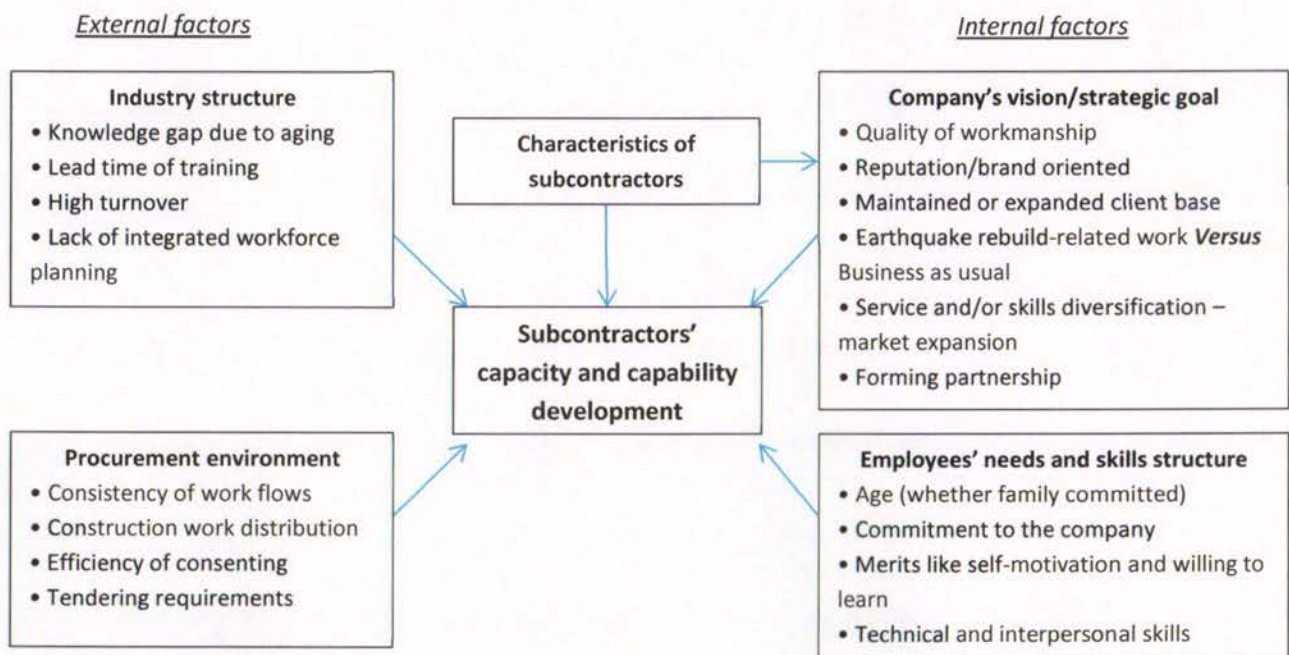 External factors
Internal factors
Industry structure
• Knowledge gap due to aging
• Lead time of training
• High turnover
• Lack of integrated workforce
planning
Characteristics of
subcontractors
Company's vision/strategic goal
• Quality of workmanship
• Reputation/brand oriented
• Maintained or expanded client base
• Earthquake rebuild-related work Versus
Business as usual
• Service and/or skills diversification –
market expansion
• Forming partnership
Subcontractors'
capacity and capability
development
Procurement environment
• Consistency of work flows
• Construction work distribution
• Efficiency of consenting
• Tendering requirements
Employees' needs and skills structure
• Age (whether family committed)
• Commitment to the company
• Merits like self-motivation and willing to
learn
• Technical and interpersonal skills